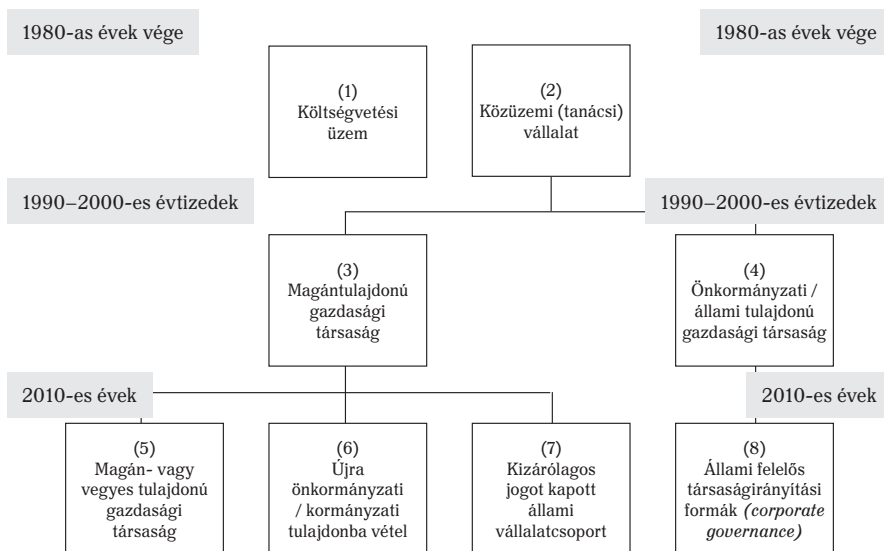 1980-as évek vége
1980-as évek vége
(1)
Költségvetési
üzem
(2)
Közüzemi (tanácsi)
vállalat
1990–2000-es évtizedek
1990–2000-es évtizedek
(3)
Magántulajdonú
gazdasági
társaság
(4)
Önkormányzati /
állami tulajdonú
gazdasági társaság
2010-es évek
2010-es évek
(5)
Magán- vagy
vegyes tulajdonú
gazdasági
társaság
(6)
Újra
önkormányzati
/ kormányzati
tulajdonba vétel
(7)
Kizárólagos
jogot kapott
állami
vállalatcsoport
(8)
Állami felelős
társaságirányítási
formák (corporate
governance)